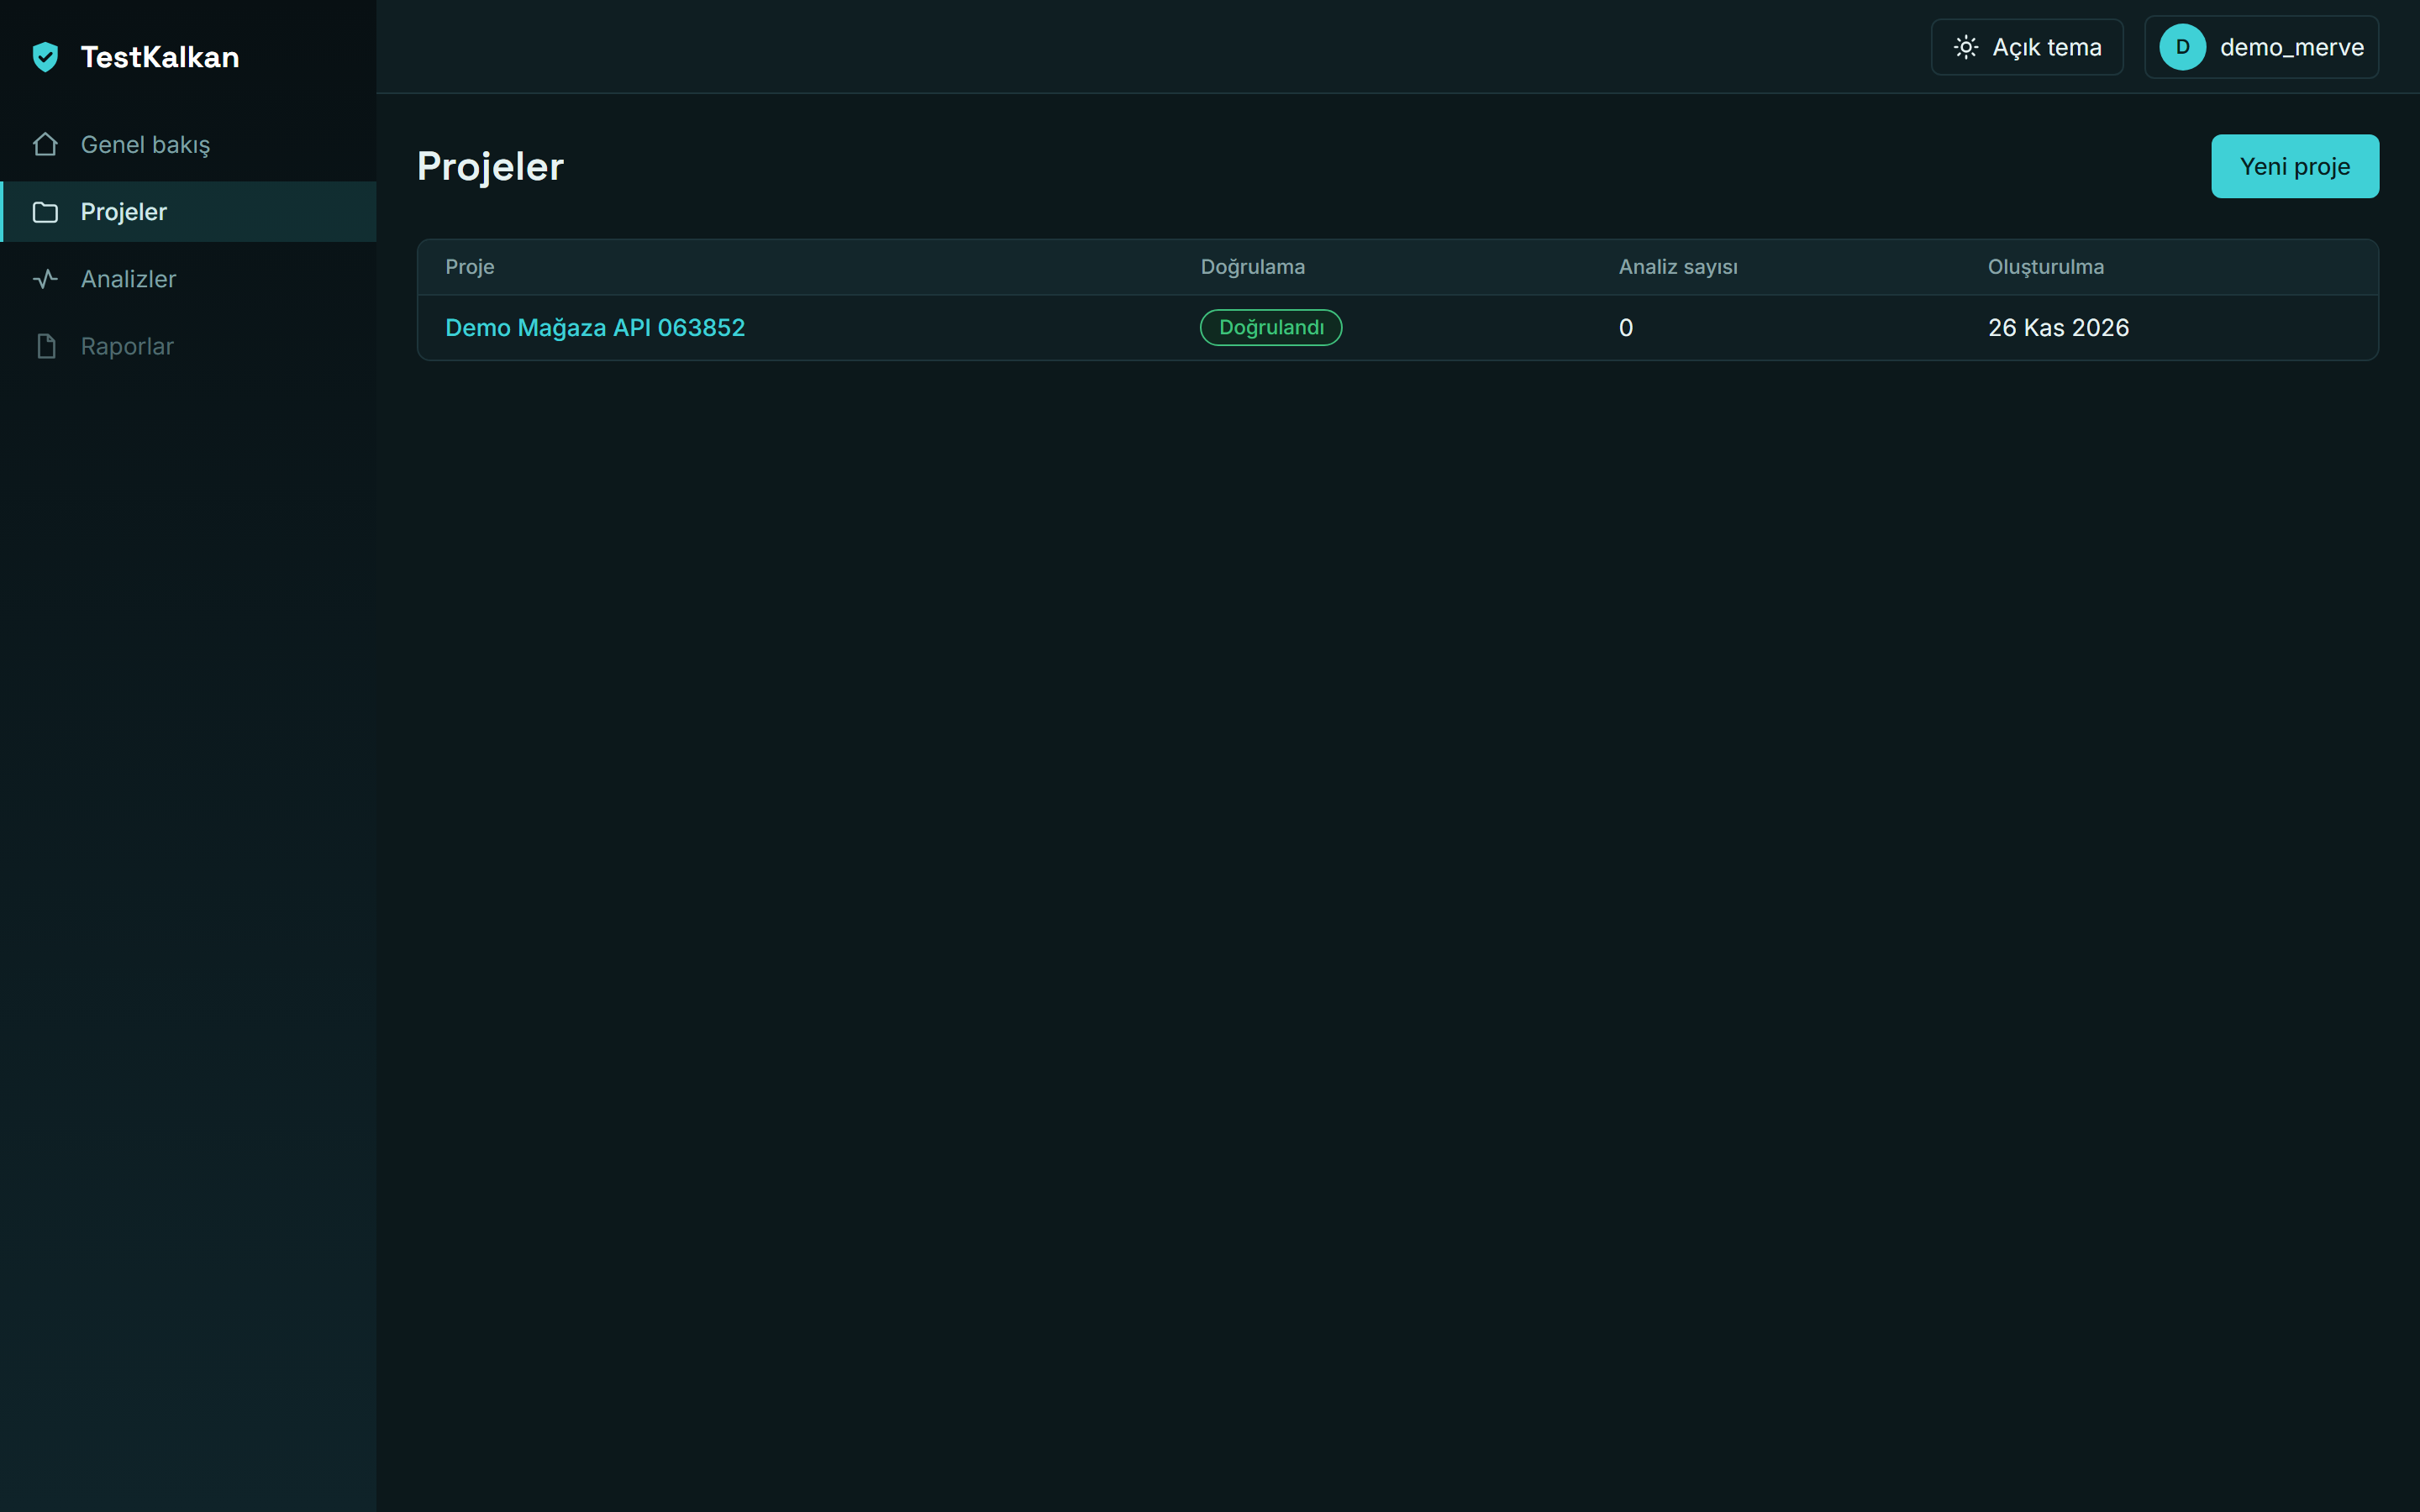 TestKalkan
Genel bakış
Projeler
Analizler
Raporlar
Açık tema
D demo_merve
Projeler
Yeni proje
Proje Doğrulama Analiz sayısı Oluşturulma
Demo Mağaza API 063852 Doğrulandı 0 26 Kas 2026